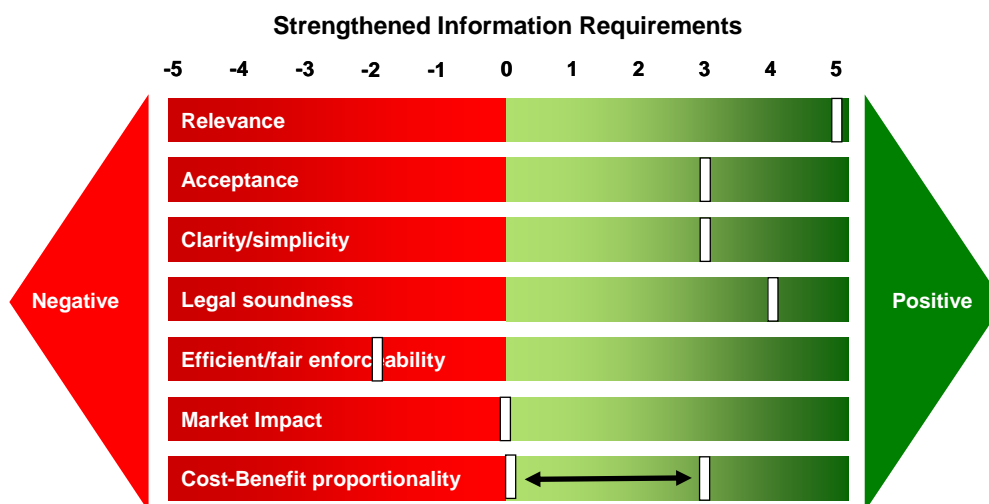 Strengthened Information Requirements
-5 -4 -3 -2 -1 0 1 2 3 4 5
Relevance
Acceptance
Clarity/simplicity
Legal soundness
Negative
Positive
Efficient/fair enforceability
Market Impact
Cost-Benefit proportionality